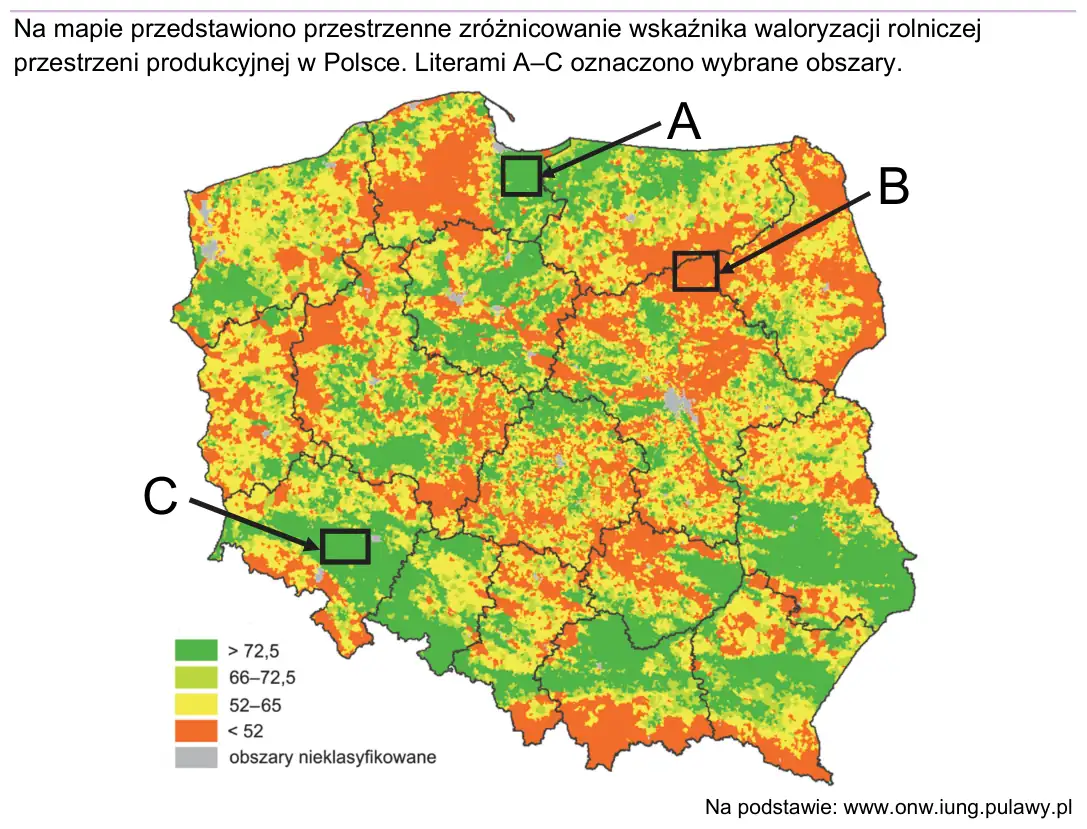 Na mapie przedstawiono przestrzenne zróżnicowanie wskaźnika waloryzacji rolniczej
przestrzeni produkcyjnej w Polsce. Literami A–C oznaczono wybrane obszary.
A
B
C
> 72,5
66–72,5
52–65
< 52
obszary nieklasyfikowane
Na podstawie: www.onw.iung.pulawy.pl